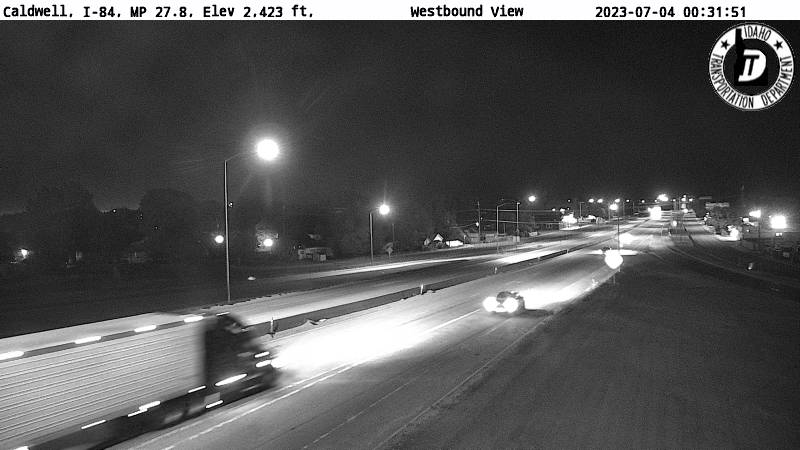 Caldwell, I-84, MP 27.8, Elev 2,423 ft, Westbound View 2023-07-04 00:31:51
IDAHO
TRANSPORTATION DEPARTMENT